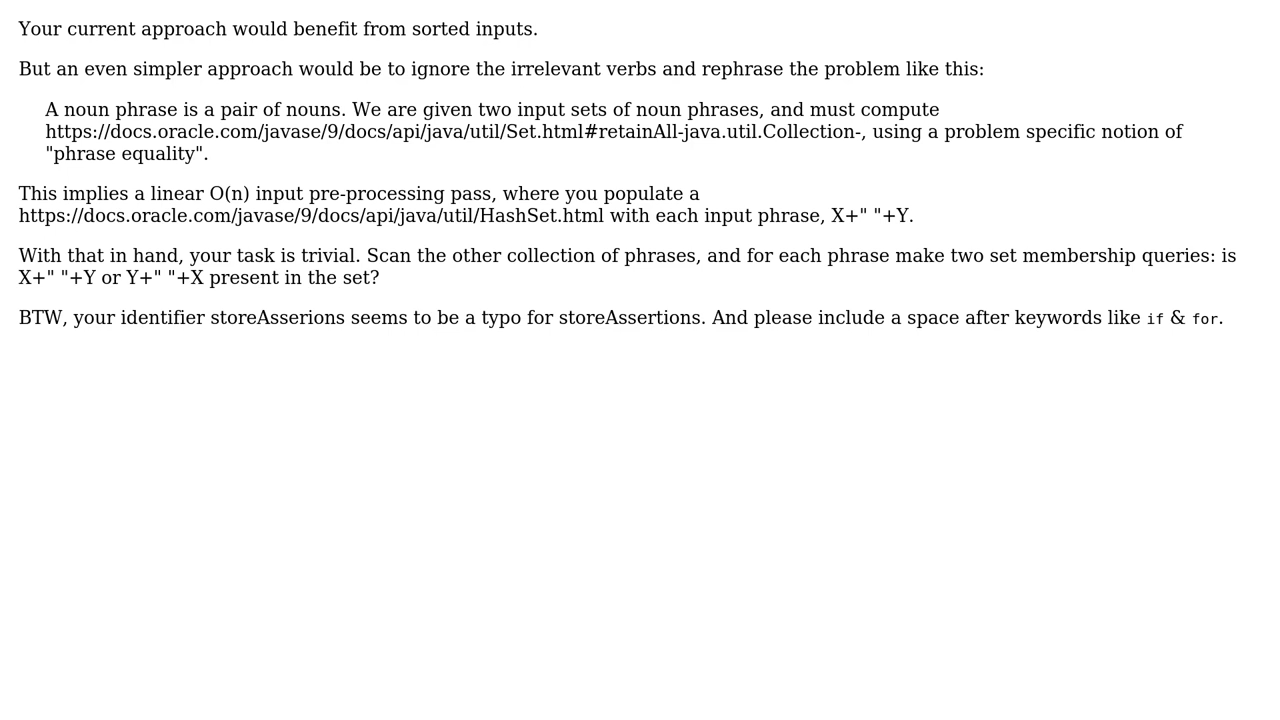 Your current approach would benefit from sorted inputs.
But an even simpler approach would be to ignore the irrelevant verbs and rephrase the problem like this:
A noun phrase is a pair of nouns. We are given two input sets of noun phrases, and must compute
https://docs.oracle.com/javase/9/docs/api/java/util/Set.html#retainAll-java.util.Collection-, using a problem specific notion of
"phrase equality".
This implies a linear O(n) input pre-processing pass, where you populate a
https://docs.oracle.com/javase/9/docs/api/java/util/HashSet.html with each input phrase, X+" "+Y.
With that in hand, your task is trivial. Scan the other collection of phrases, and for each phrase make two set membership queries: is
X+" "+Y or Y+" "+X present in the set?
BTW, your identifier storeAsserions seems to be a typo for storeAssertions. And please include a space after keywords like if & for.